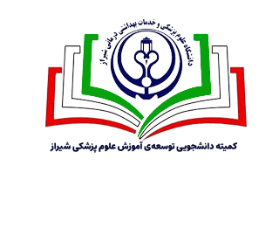 دانشگاه علوم پزشکی و خدمات بهداشتی درمانی شیراز
کمیته دانشجویی توسعه‌ی آموزش علوم پزشکی شیراز